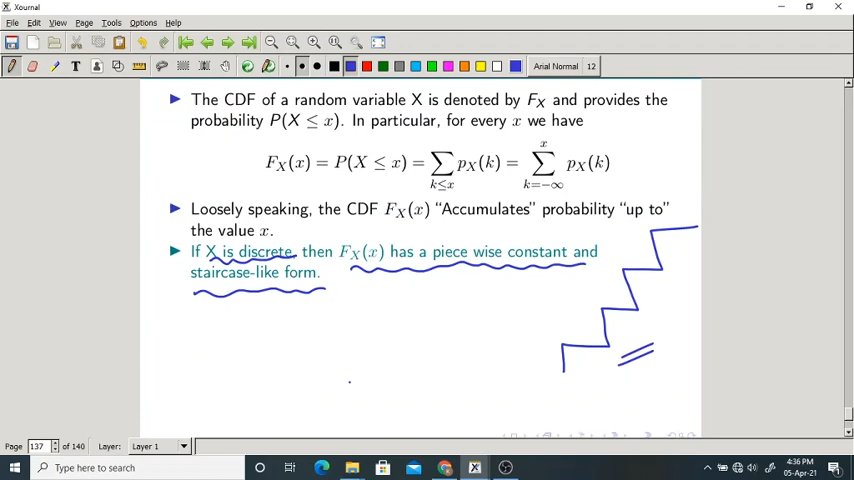 Xournal
File Edit View Page Tools Options Help
T Arial Normal 12
▶ The CDF of a random variable X is denoted by F_X and provides the
probability P(X ≤ x). In particular, for every x we have
F_X(x) = P(X ≤ x) = ∑_{k≤x} p_X(k) = ∑_{k=−∞}^{x} p_X(k)
▶ Loosely speaking, the CDF F_X(x) “Accumulates” probability “up to”
the value x.
▶ If X is discrete, then F_X(x) has a piece wise constant and
staircase-like form.
Page 137 of 140 Layer: Layer 1
Type here to search
4:36 PM
05-Apr-21